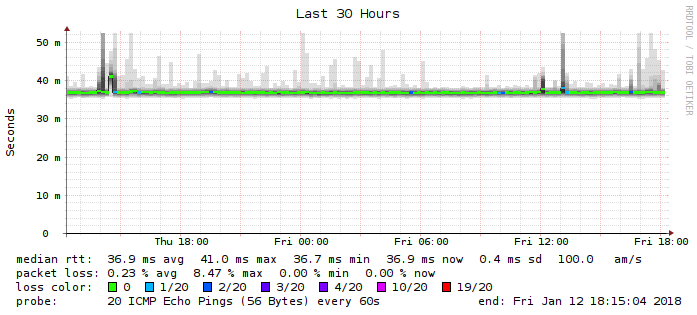 Last 30 Hours
RRDTOOL / TOBI OETIKER
Seconds
50 m
40 m
30 m
20 m
10 m
0
Thu 18:00 Fri 00:00 Fri 06:00 Fri 12:00 Fri 18:00
median rtt: 36.9 ms avg 41.0 ms max 36.7 ms min 36.9 ms now 0.4 ms sd 100.0 am/s
packet loss: 0.23 % avg 8.47 % max 0.00 % min 0.00 % now
loss color: 0 1/20 2/20 3/20 4/20 10/20 19/20
probe: 20 ICMP Echo Pings (56 Bytes) every 60s end: Fri Jan 12 18:15:04 2018